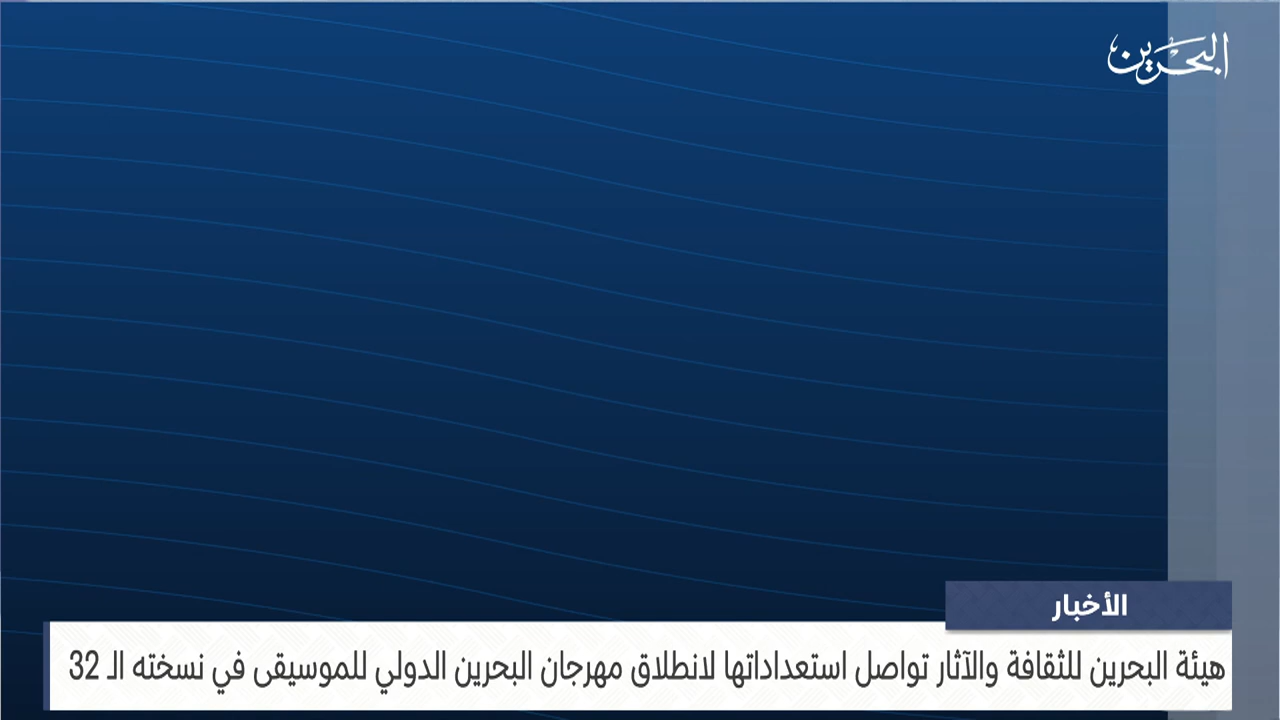 البحرين
الأخبار
هيئة البحرين للثقافة والآثار تواصل استعداداتها لانطلاق مهرجان البحرين الدولي للموسيقى في نسخته الـ 32